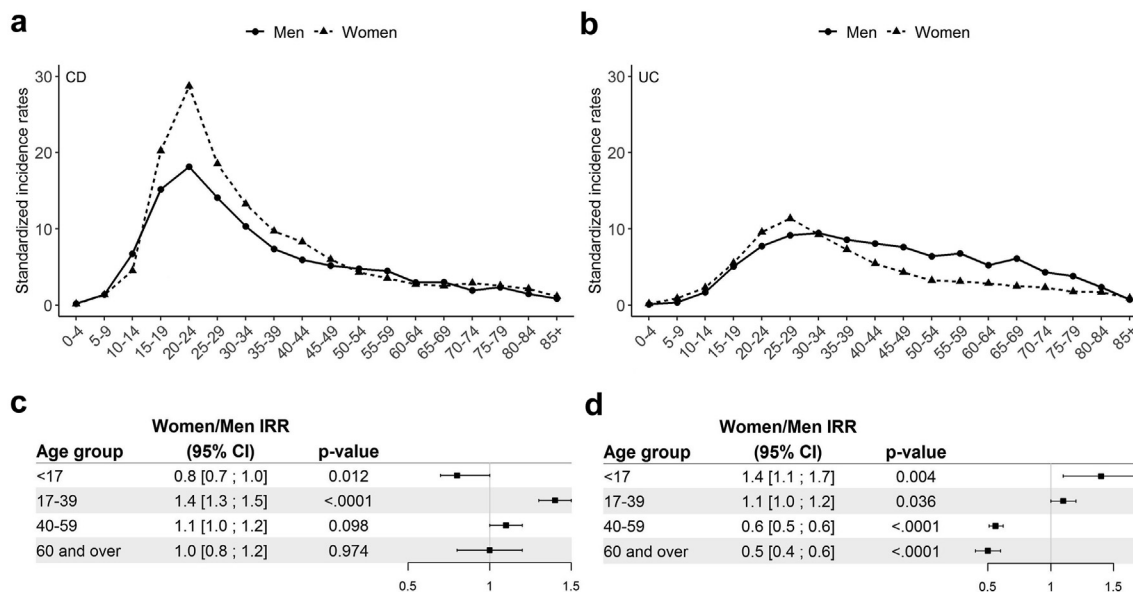 a
Men Women
CD
Standardized incidence rates
30
20
10
0
0-4 5-9 10-14 15-19 20-24 25-29 30-34 35-39 40-44 45-49 50-54 55-59 60-64 65-69 70-74 75-79 80-84 85+
b
Men Women
UC
Standardized incidence rates
30
20
10
0
0-4 5-9 10-14 15-19 20-24 25-29 30-34 35-39 40-44 45-49 50-54 55-59 60-64 65-69 70-74 75-79 80-84 85+
c
Women/Men IRR
Age group (95% CI) p-value
<17 0.8 [0.7 ; 1.0] 0.012
17-39 1.4 [1.3 ; 1.5] <.0001
40-59 1.1 [1.0 ; 1.2] 0.098
60 and over 1.0 [0.8 ; 1.2] 0.974
0.5 1 1.5
d
Women/Men IRR
Age group (95% CI) p-value
<17 1.4 [1.1 ; 1.7] 0.004
17-39 1.1 [1.0 ; 1.2] 0.036
40-59 0.6 [0.5 ; 0.6] <.0001
60 and over 0.5 [0.4 ; 0.6] <.0001
0.5 1 1.5